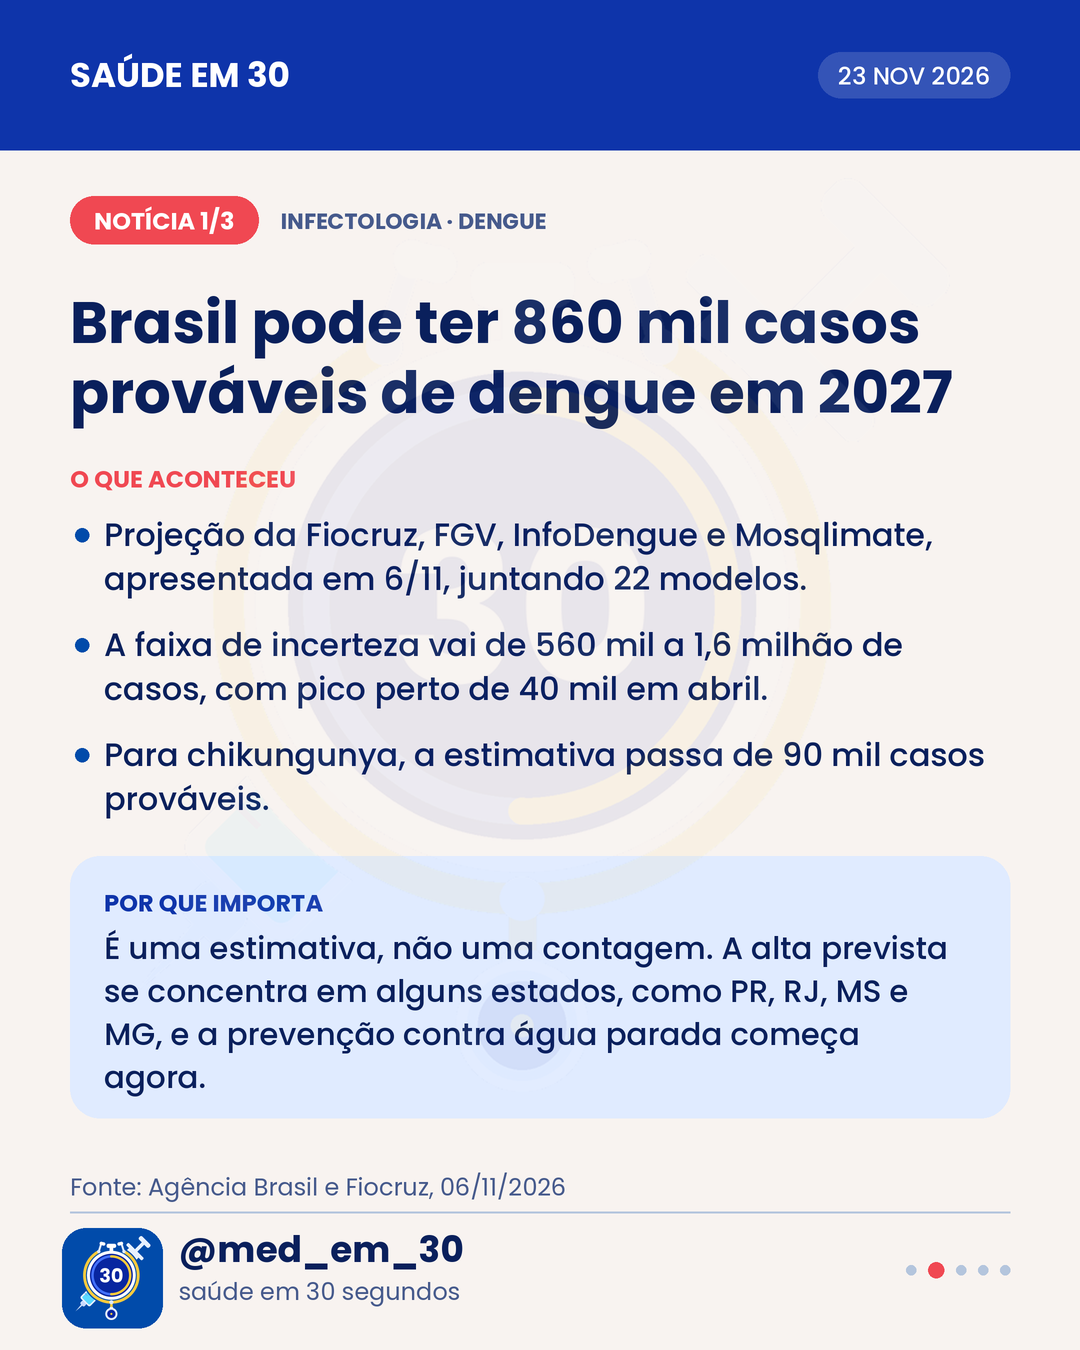 SAÚDE EM 30
23 NOV 2026
NOTÍCIA 1/3
INFECTOLOGIA · DENGUE
Brasil pode ter 860 mil casos
prováveis de dengue em 2027
O QUE ACONTECEU
• Projeção da Fiocruz, FGV, InfoDengue e Mosqlimate,
apresentada em 6/11, juntando 22 modelos.
• A faixa de incerteza vai de 560 mil a 1,6 milhão de
casos, com pico perto de 40 mil em abril.
• Para chikungunya, a estimativa passa de 90 mil casos
prováveis.
30
POR QUE IMPORTA
É uma estimativa, não uma contagem. A alta prevista
se concentra em alguns estados, como PR, RJ, MS e
MG, e a prevenção contra água parada começa
agora.
Fonte: Agência Brasil e Fiocruz, 06/11/2026
30
@med_em_30
saúde em 30 segundos